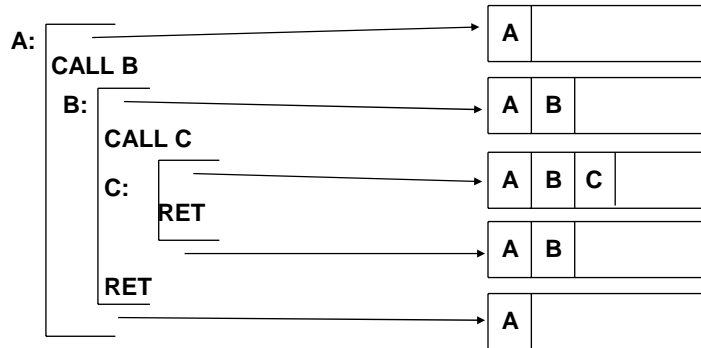 A: A
CALL B
B: A B
CALL C
C: A B C
RET
A B
RET
A